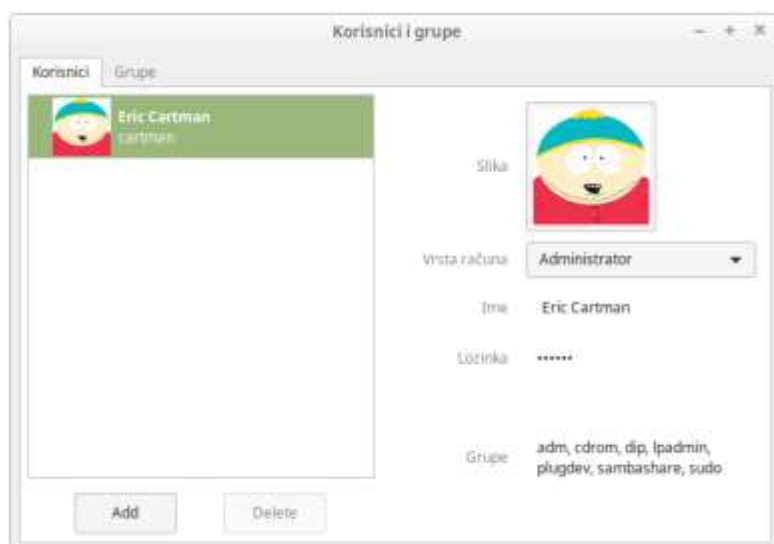 Korisnici i grupe
Korisnici Grupe
Eric Cartman
cartman
Slika
Vrsta računa Administrator
Ime Eric Cartman
Lozinka ••••••
Grupe adm, cdrom, dip, lpadmin,
plugdev, sambashare, sudo
Add Delete